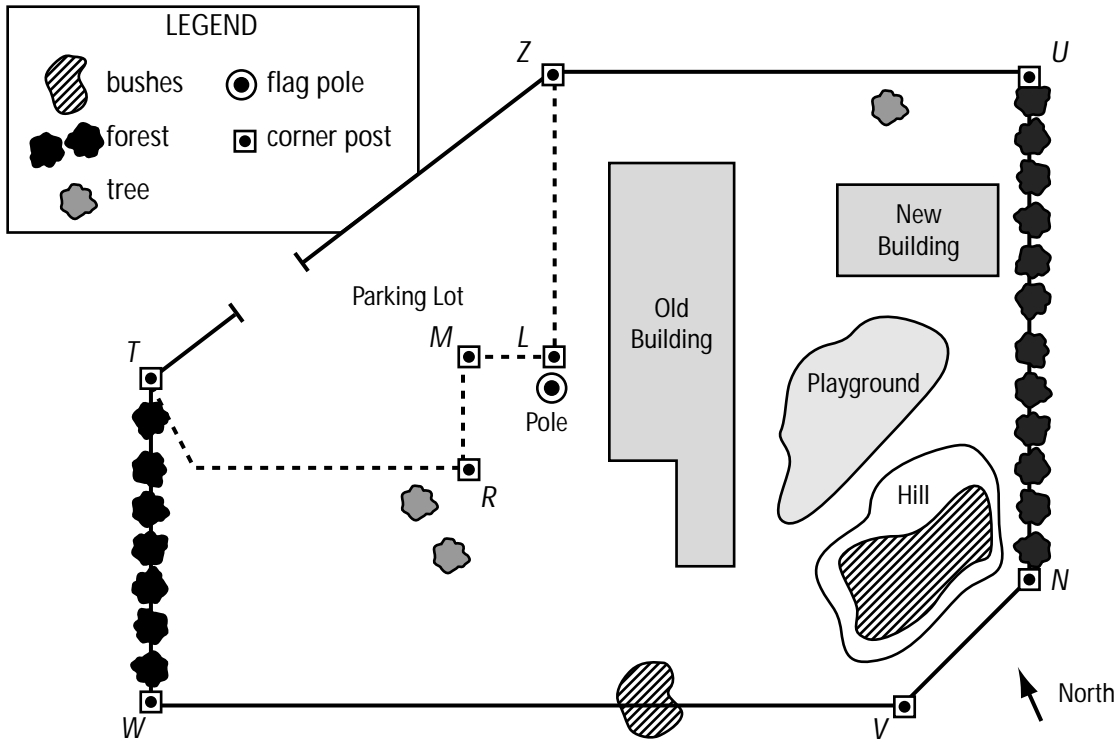 LEGEND
bushes
flag pole
forest
corner post
tree
Z
U
New
Building
Parking Lot
Old
Building
M
L
T
Playground
Pole
R
Hill
N
North
W
V